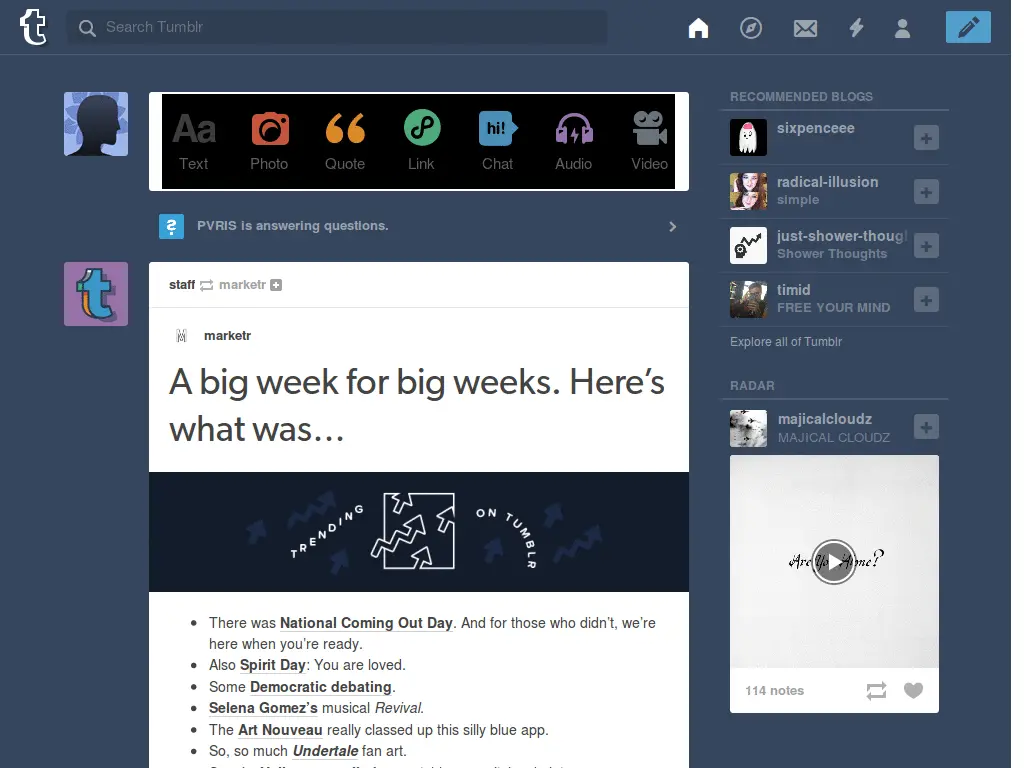 Search Tumblr
Aa
hi!
Text Photo Quote Link Chat Audio Video
PVRIS is answering questions.
staff marketr
marketr
A big week for big weeks. Here’s
what was…
TRENDING ON TUMBLR
There was National Coming Out Day. And for those who didn’t, we’re
here when you’re ready.
Also Spirit Day: You are loved.
Some Democratic debating.
Selena Gomez’s musical Revival.
The Art Nouveau really classed up this silly blue app.
So, so much Undertale fan art.
RECOMMENDED BLOGS
sixpenceee
radical-illusion
simple
just-shower-thoug
Shower Thoughts
timid
FREE YOUR MIND
Explore all of Tumblr
RADAR
majicalcloudz
MAJICAL CLOUDZ
Are You Alone?
114 notes